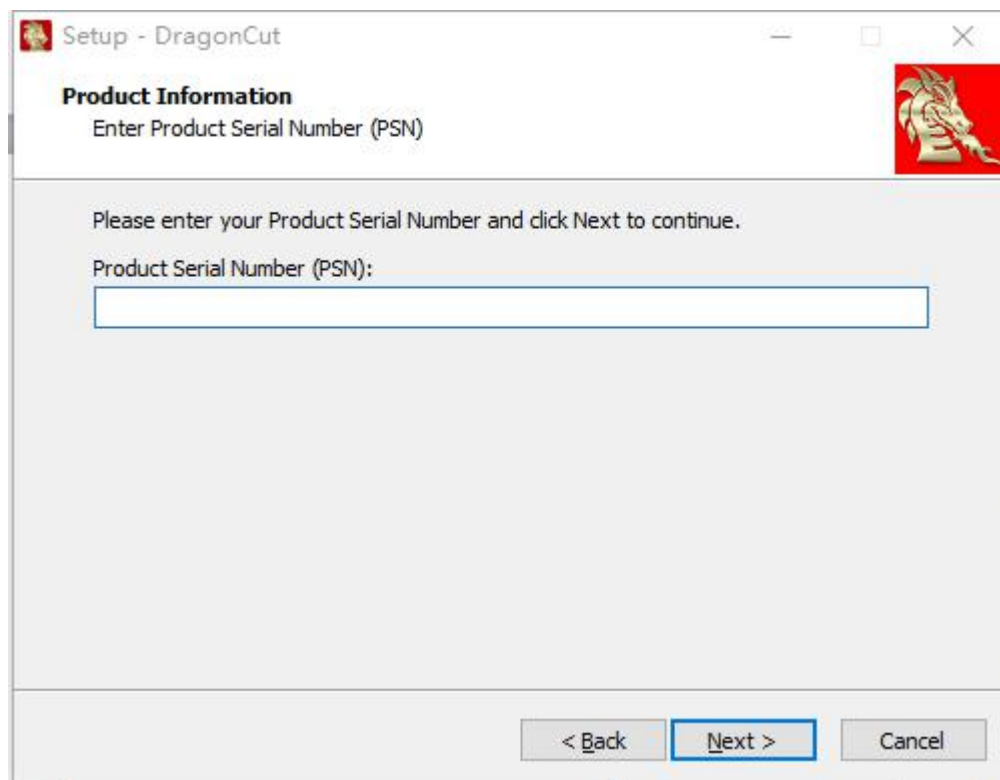 Setup - DragonCut
Product Information
Enter Product Serial Number (PSN)
Please enter your Product Serial Number and click Next to continue.
Product Serial Number (PSN):
< Back
Next >
Cancel